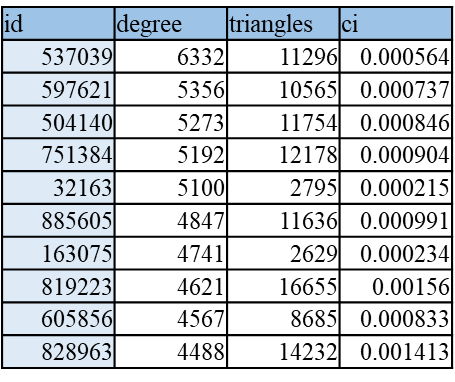 id degree triangles ci
537039 6332 11296 0.000564
597621 5356 10565 0.000737
504140 5273 11754 0.000846
751384 5192 12178 0.000904
32163 5100 2795 0.000215
885605 4847 11636 0.000991
163075 4741 2629 0.000234
819223 4621 16655 0.00156
605856 4567 8685 0.000833
828963 4488 14232 0.001413